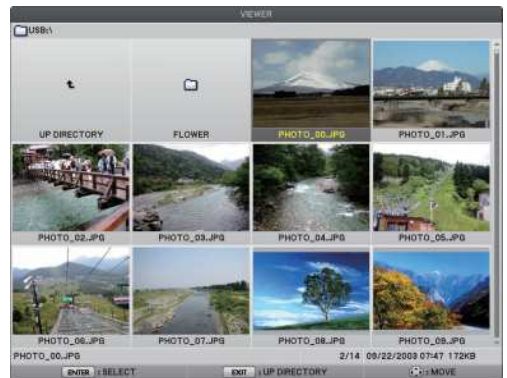 VIEWER
USB:\
UP DIRECTORY FLOWER PHOTO_00.JPG PHOTO_01.JPG
PHOTO_02.JPG PHOTO_03.JPG PHOTO_04.JPG PHOTO_05.JPG
PHOTO_06.JPG PHOTO_07.JPG PHOTO_08.JPG PHOTO_09.JPG
PHOTO_00.JPG 2/14 09/22/2003 07:47 172KB
ENTER :SELECT EXIT :UP DIRECTORY :MOVE